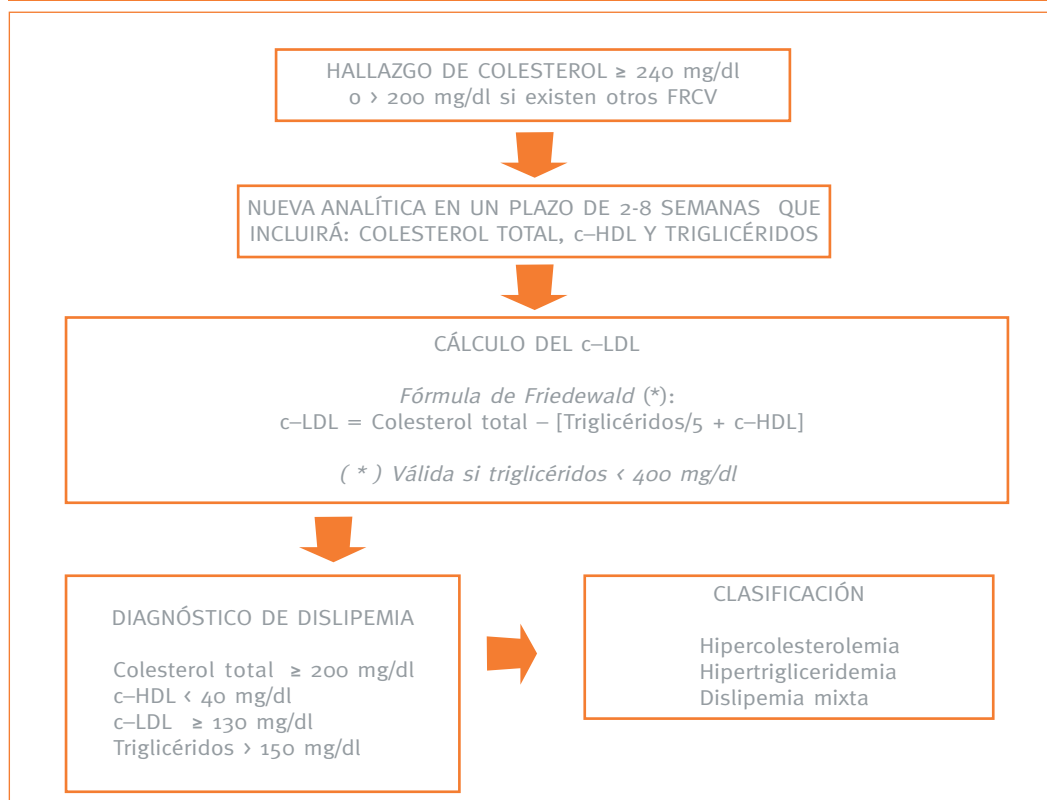 HALLAZGO DE COLESTEROL ≥ 240 mg/dl
o > 200 mg/dl si existen otros FRCV
NUEVA ANALÍTICA EN UN PLAZO DE 2-8 SEMANAS QUE
INCLUIRÁ: COLESTEROL TOTAL, c–HDL Y TRIGLICÉRIDOS
CÁLCULO DEL c–LDL
Fórmula de Friedewald (*):
c–LDL = Colesterol total – [Triglicéridos/5 + c–HDL]
( * ) Válida si triglicéridos < 400 mg/dl
DIAGNÓSTICO DE DISLIPEMIA
Colesterol total ≥ 200 mg/dl
c–HDL < 40 mg/dl
c–LDL ≥ 130 mg/dl
Triglicéridos > 150 mg/dl
CLASIFICACIÓN
Hipercolesterolemia
Hipertrigliceridemia
Dislipemia mixta